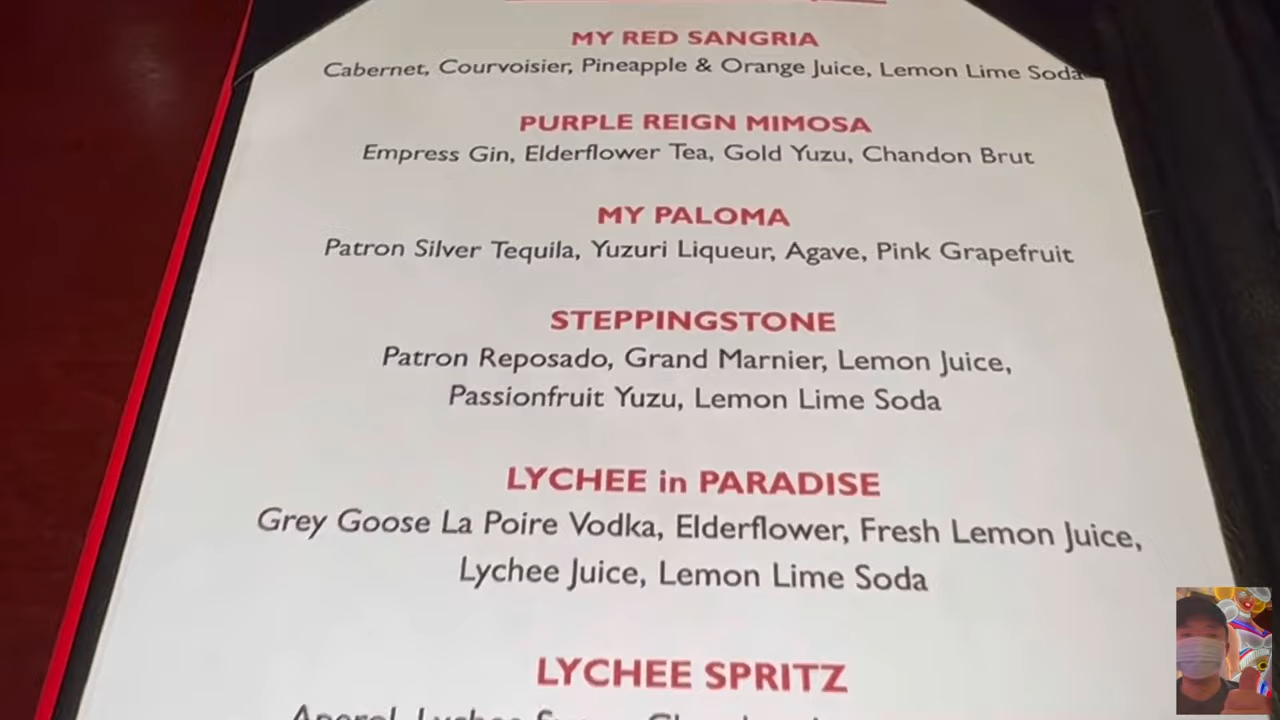 MY RED SANGRIA
Cabernet, Courvoisier, Pineapple & Orange Juice, Lemon Lime Soda
PURPLE REIGN MIMOSA
Empress Gin, Elderflower Tea, Gold Yuzu, Chandon Brut
MY PALOMA
Patron Silver Tequila, Yuzuri Liqueur, Agave, Pink Grapefruit
STEPPINGSTONE
Patron Reposado, Grand Marnier, Lemon Juice,
Passionfruit Yuzu, Lemon Lime Soda
LYCHEE in PARADISE
Grey Goose La Poire Vodka, Elderflower, Fresh Lemon Juice,
Lychee Juice, Lemon Lime Soda
LYCHEE SPRITZ
Aperol, Lychee